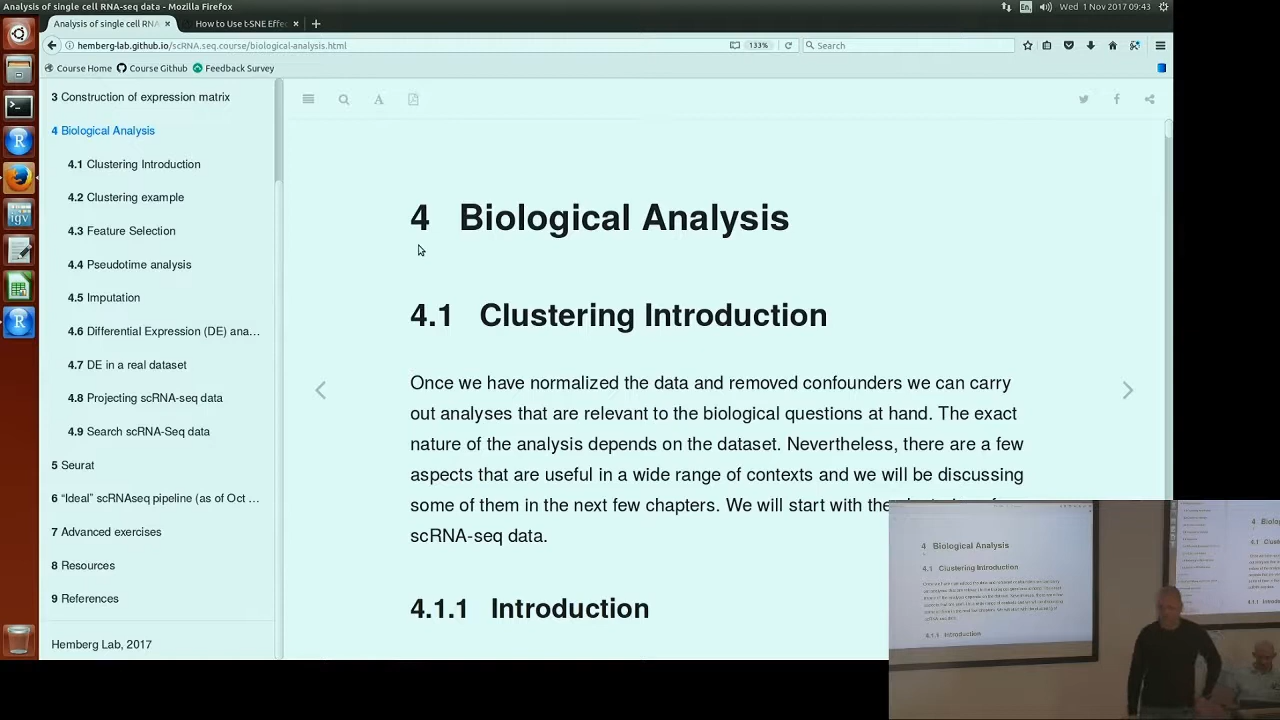 Analysis of single cell RNA-seq data - Mozilla Firefox
En
Wed 1 Nov 2017 09:43
Analysis of single cell RNA
How to Use t-SNE Effec
hemberg-lab.github.io/scRNA.seq.course/biological-analysis.html
133%
Search
Course Home
Course Github
Feedback Survey
3 Construction of expression matrix
4 Biological Analysis
4.1 Clustering Introduction
4.2 Clustering example
4.3 Feature Selection
4.4 Pseudotime analysis
4.5 Imputation
4.6 Differential Expression (DE) ana…
4.7 DE in a real dataset
4.8 Projecting scRNA-seq data
4.9 Search scRNA-Seq data
5 Seurat
6 “Ideal” scRNAseq pipeline (as of Oct …
7 Advanced exercises
8 Resources
9 References
Hemberg Lab, 2017
4 Biological Analysis
4.1 Clustering Introduction
Once we have normalized the data and removed confounders we can carry
out analyses that are relevant to the biological questions at hand. The exact
nature of the analysis depends on the dataset. Nevertheless, there are a few
aspects that are useful in a wide range of contexts and we will be discussing
some of them in the next few chapters. We will start with the
scRNA-seq data.
4.1.1 Introduction
4 Biological Analysis
4.1 Clustering Introduction
4.1.1 Introduction